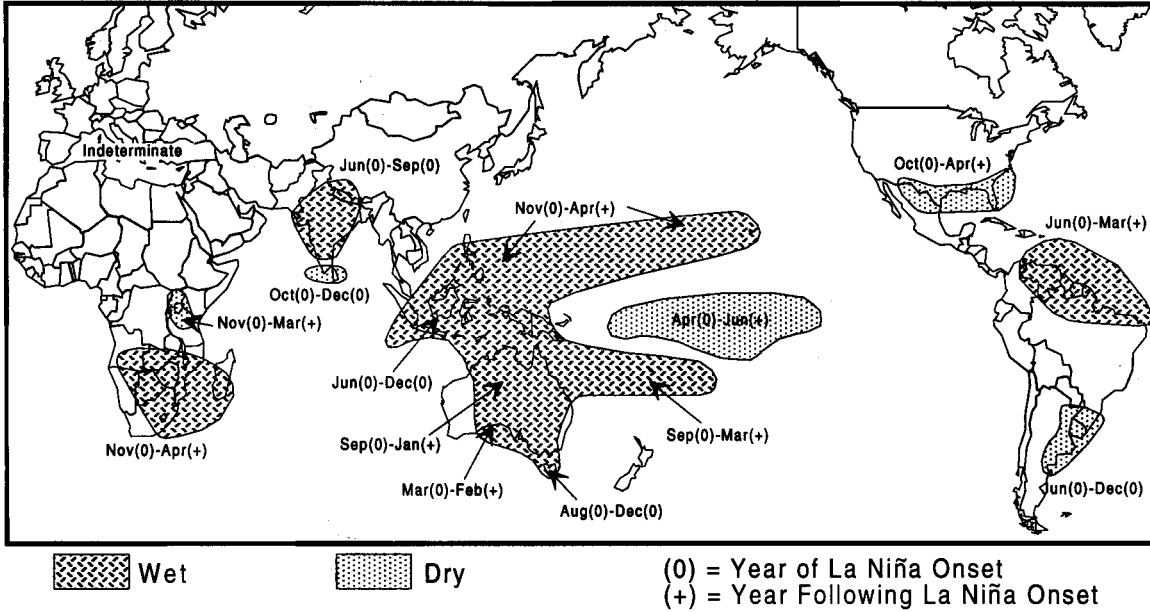 Indeterminate
Jun(0)-Sep(0)
Oct(0)-Apr(+)
Nov(0)-Apr(+)
Jun(0)-Mar(+)
Oct(0)-Dec(0)
Nov(0)-Mar(+)
Apr(0)-Jun(+)
Jun(0)-Dec(0)
Nov(0)-Apr(+)
Sep(0)-Jan(+)
Sep(0)-Mar(+)
Mar(0)-Feb(+)
Aug(0)-Dec(0)
Jun(0)-Dec(0)
Wet
Dry
(0) = Year of La Niña Onset
(+) = Year Following La Niña Onset